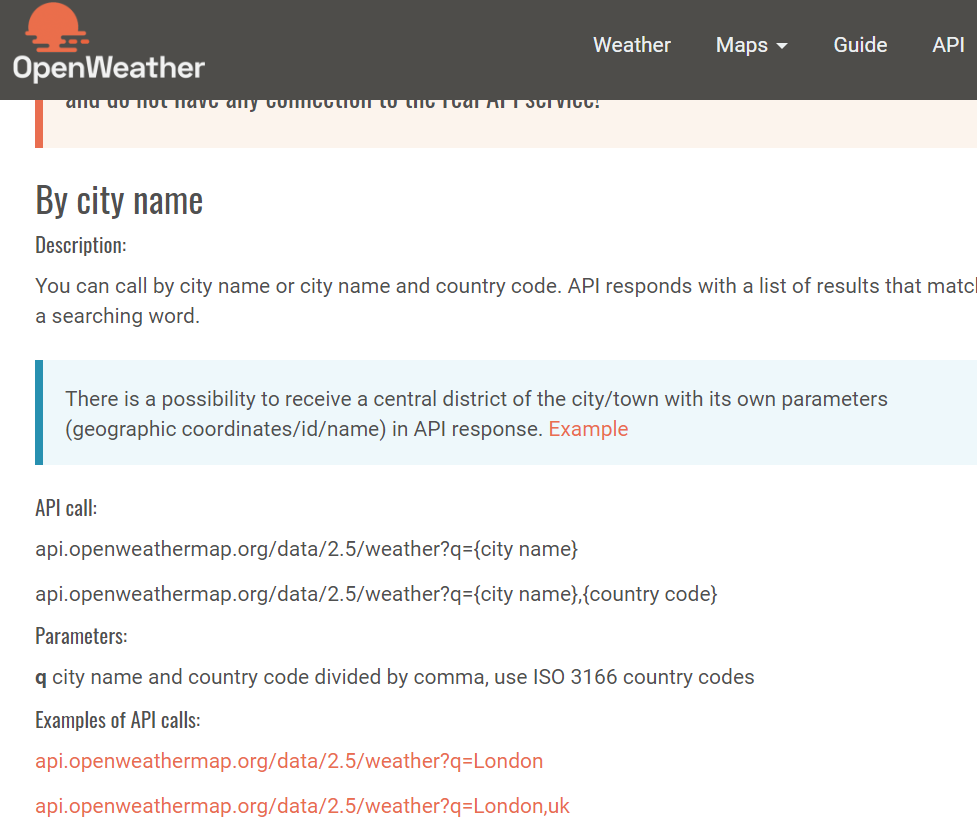 OpenWeather
Weather Maps Guide API
and do not have any connection to the real API service!
By city name
Description:
You can call by city name or city name and country code. API responds with a list of results that matc
a searching word.
There is a possibility to receive a central district of the city/town with its own parameters
(geographic coordinates/id/name) in API response. Example
API call:
api.openweathermap.org/data/2.5/weather?q={city name}
api.openweathermap.org/data/2.5/weather?q={city name},{country code}
Parameters:
q city name and country code divided by comma, use ISO 3166 country codes
Examples of API calls:
api.openweathermap.org/data/2.5/weather?q=London
api.openweathermap.org/data/2.5/weather?q=London,uk